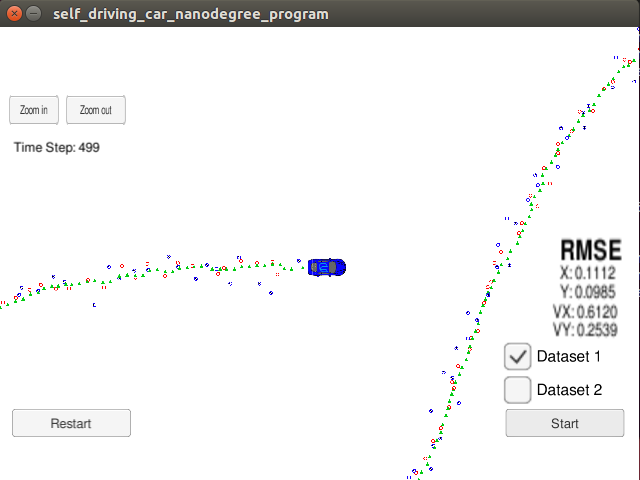 self_driving_car_nanodegree_program
Zoom in
Zoom out
Time Step: 499
RMSE
X: 0.1112
Y: 0.0985
VX: 0.6120
VY: 0.2539
Dataset 1
Dataset 2
Restart
Start